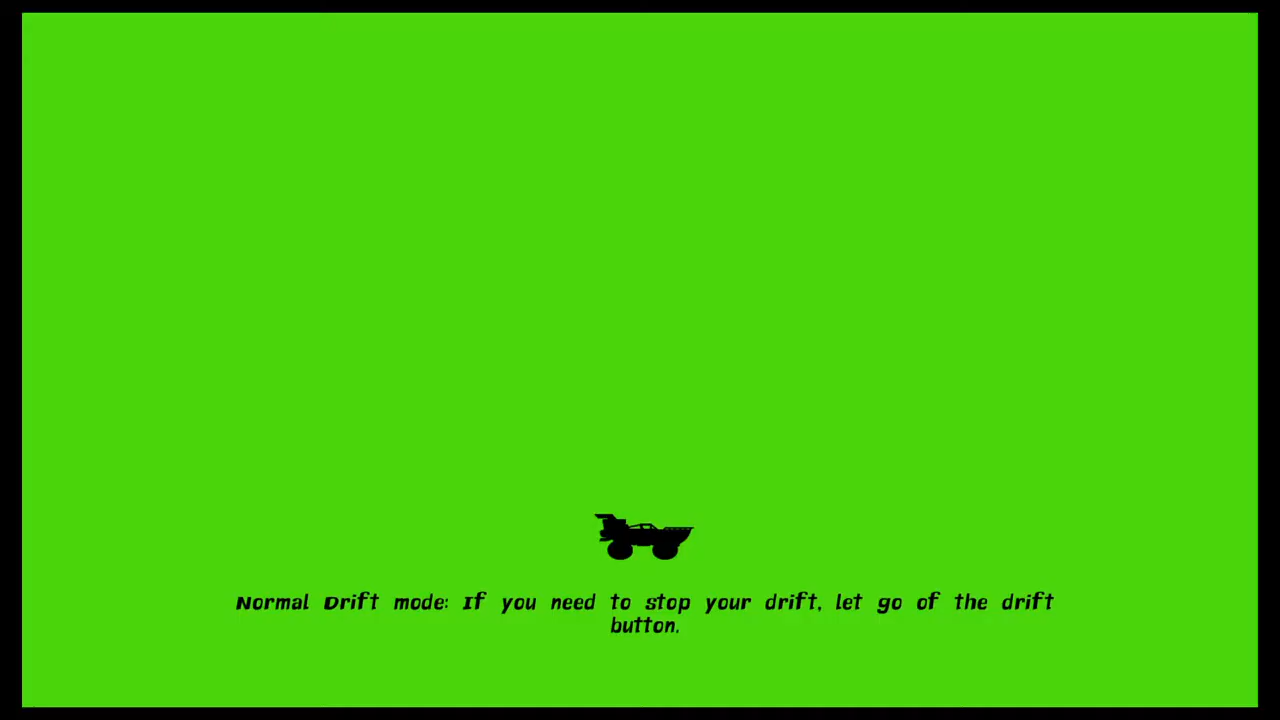 Normal Drift mode: If you need to stop your drift, let go of the drift
button.